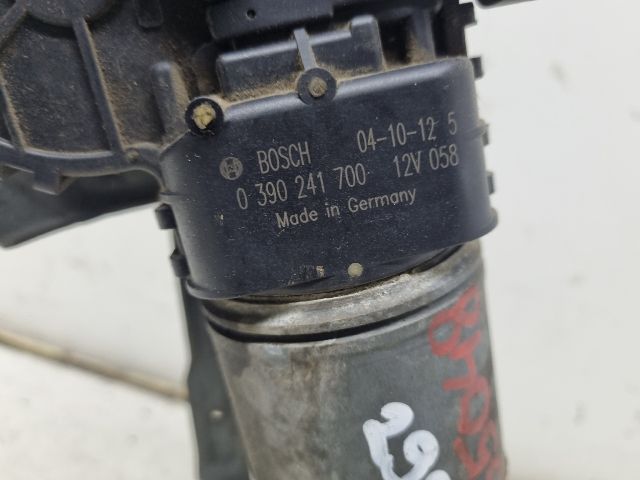 BOSCH 04-10-12 5
0 390 241 700 12V 058
Made in Germany